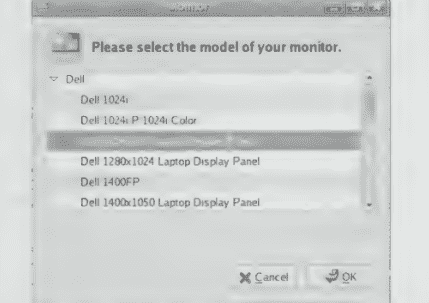 Please select the model of your monitor.
Dell
Dell 1024i
Dell 1024i P 1024i Color
Dell 1280x1024 Laptop Display Panel
Dell 1400FP
Dell 1400x1050 Laptop Display Panel
Cancel
OK